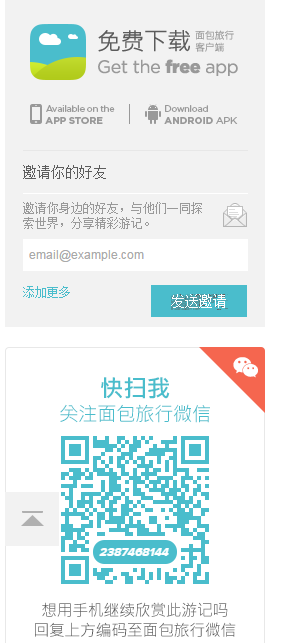 免费下载 面包旅行
客户端
Get the free app
Available on the
APP STORE
Download
ANDROID APK
邀请你的好友
邀请你身边的好友，与他们一同探
索世界，分享精彩游记。
email@example.com
添加更多
发送邀请
快扫我
关注面包旅行微信
2387468144
想用手机继续欣赏此游记吗
回复上方编码至面包旅行微信